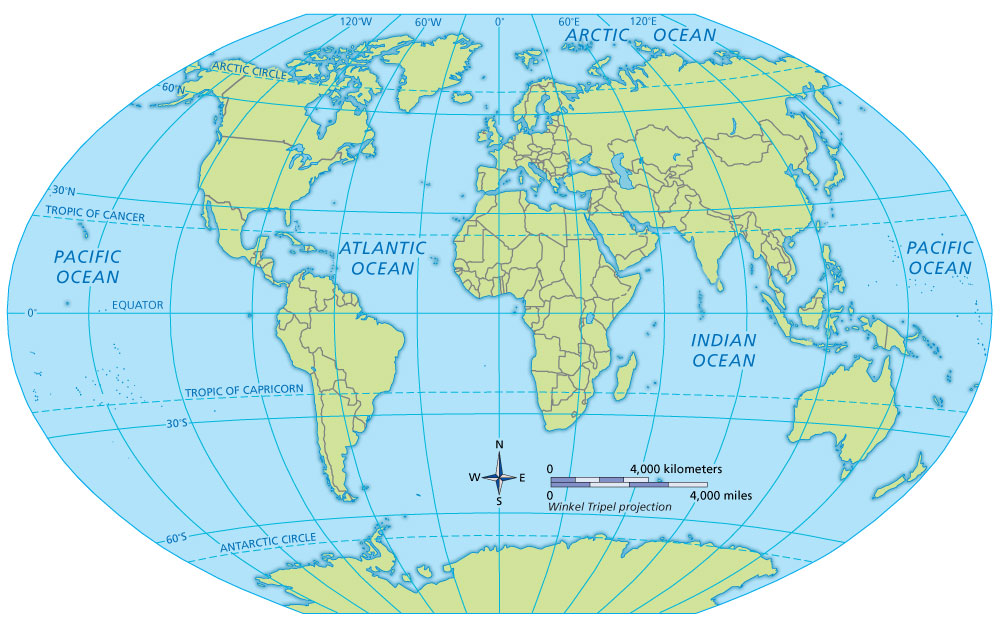 120°W 60°W 0° 60°E 120°E
ARCTIC OCEAN
ARCTIC CIRCLE
60°N
30°N
TROPIC OF CANCER
PACIFIC
OCEAN
ATLANTIC
OCEAN
PACIFIC
OCEAN
EQUATOR
0°
INDIAN
OCEAN
TROPIC OF CAPRICORN
30°S
N
W E
S
0 4,000 kilometers
0 4,000 miles
Winkel Tripel projection
60°S
ANTARCTIC CIRCLE